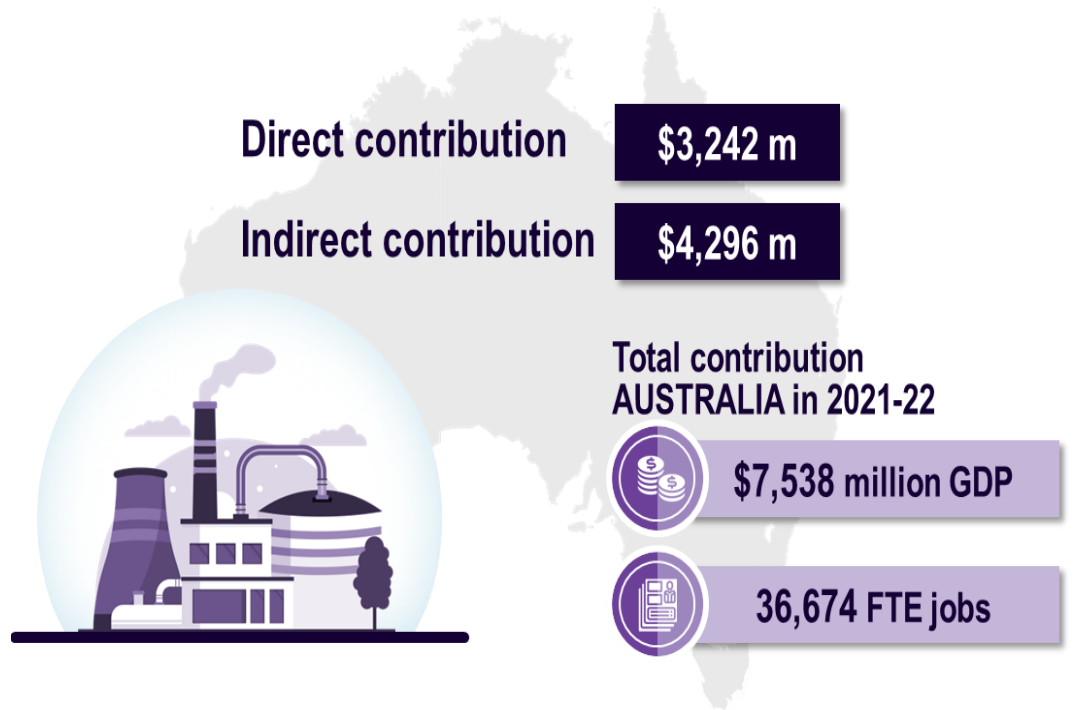 Direct contribution
$3,242 m
Indirect contribution
$4,296 m
Total contribution
AUSTRALIA in 2021-22
$7,538 million GDP
36,674 FTE jobs